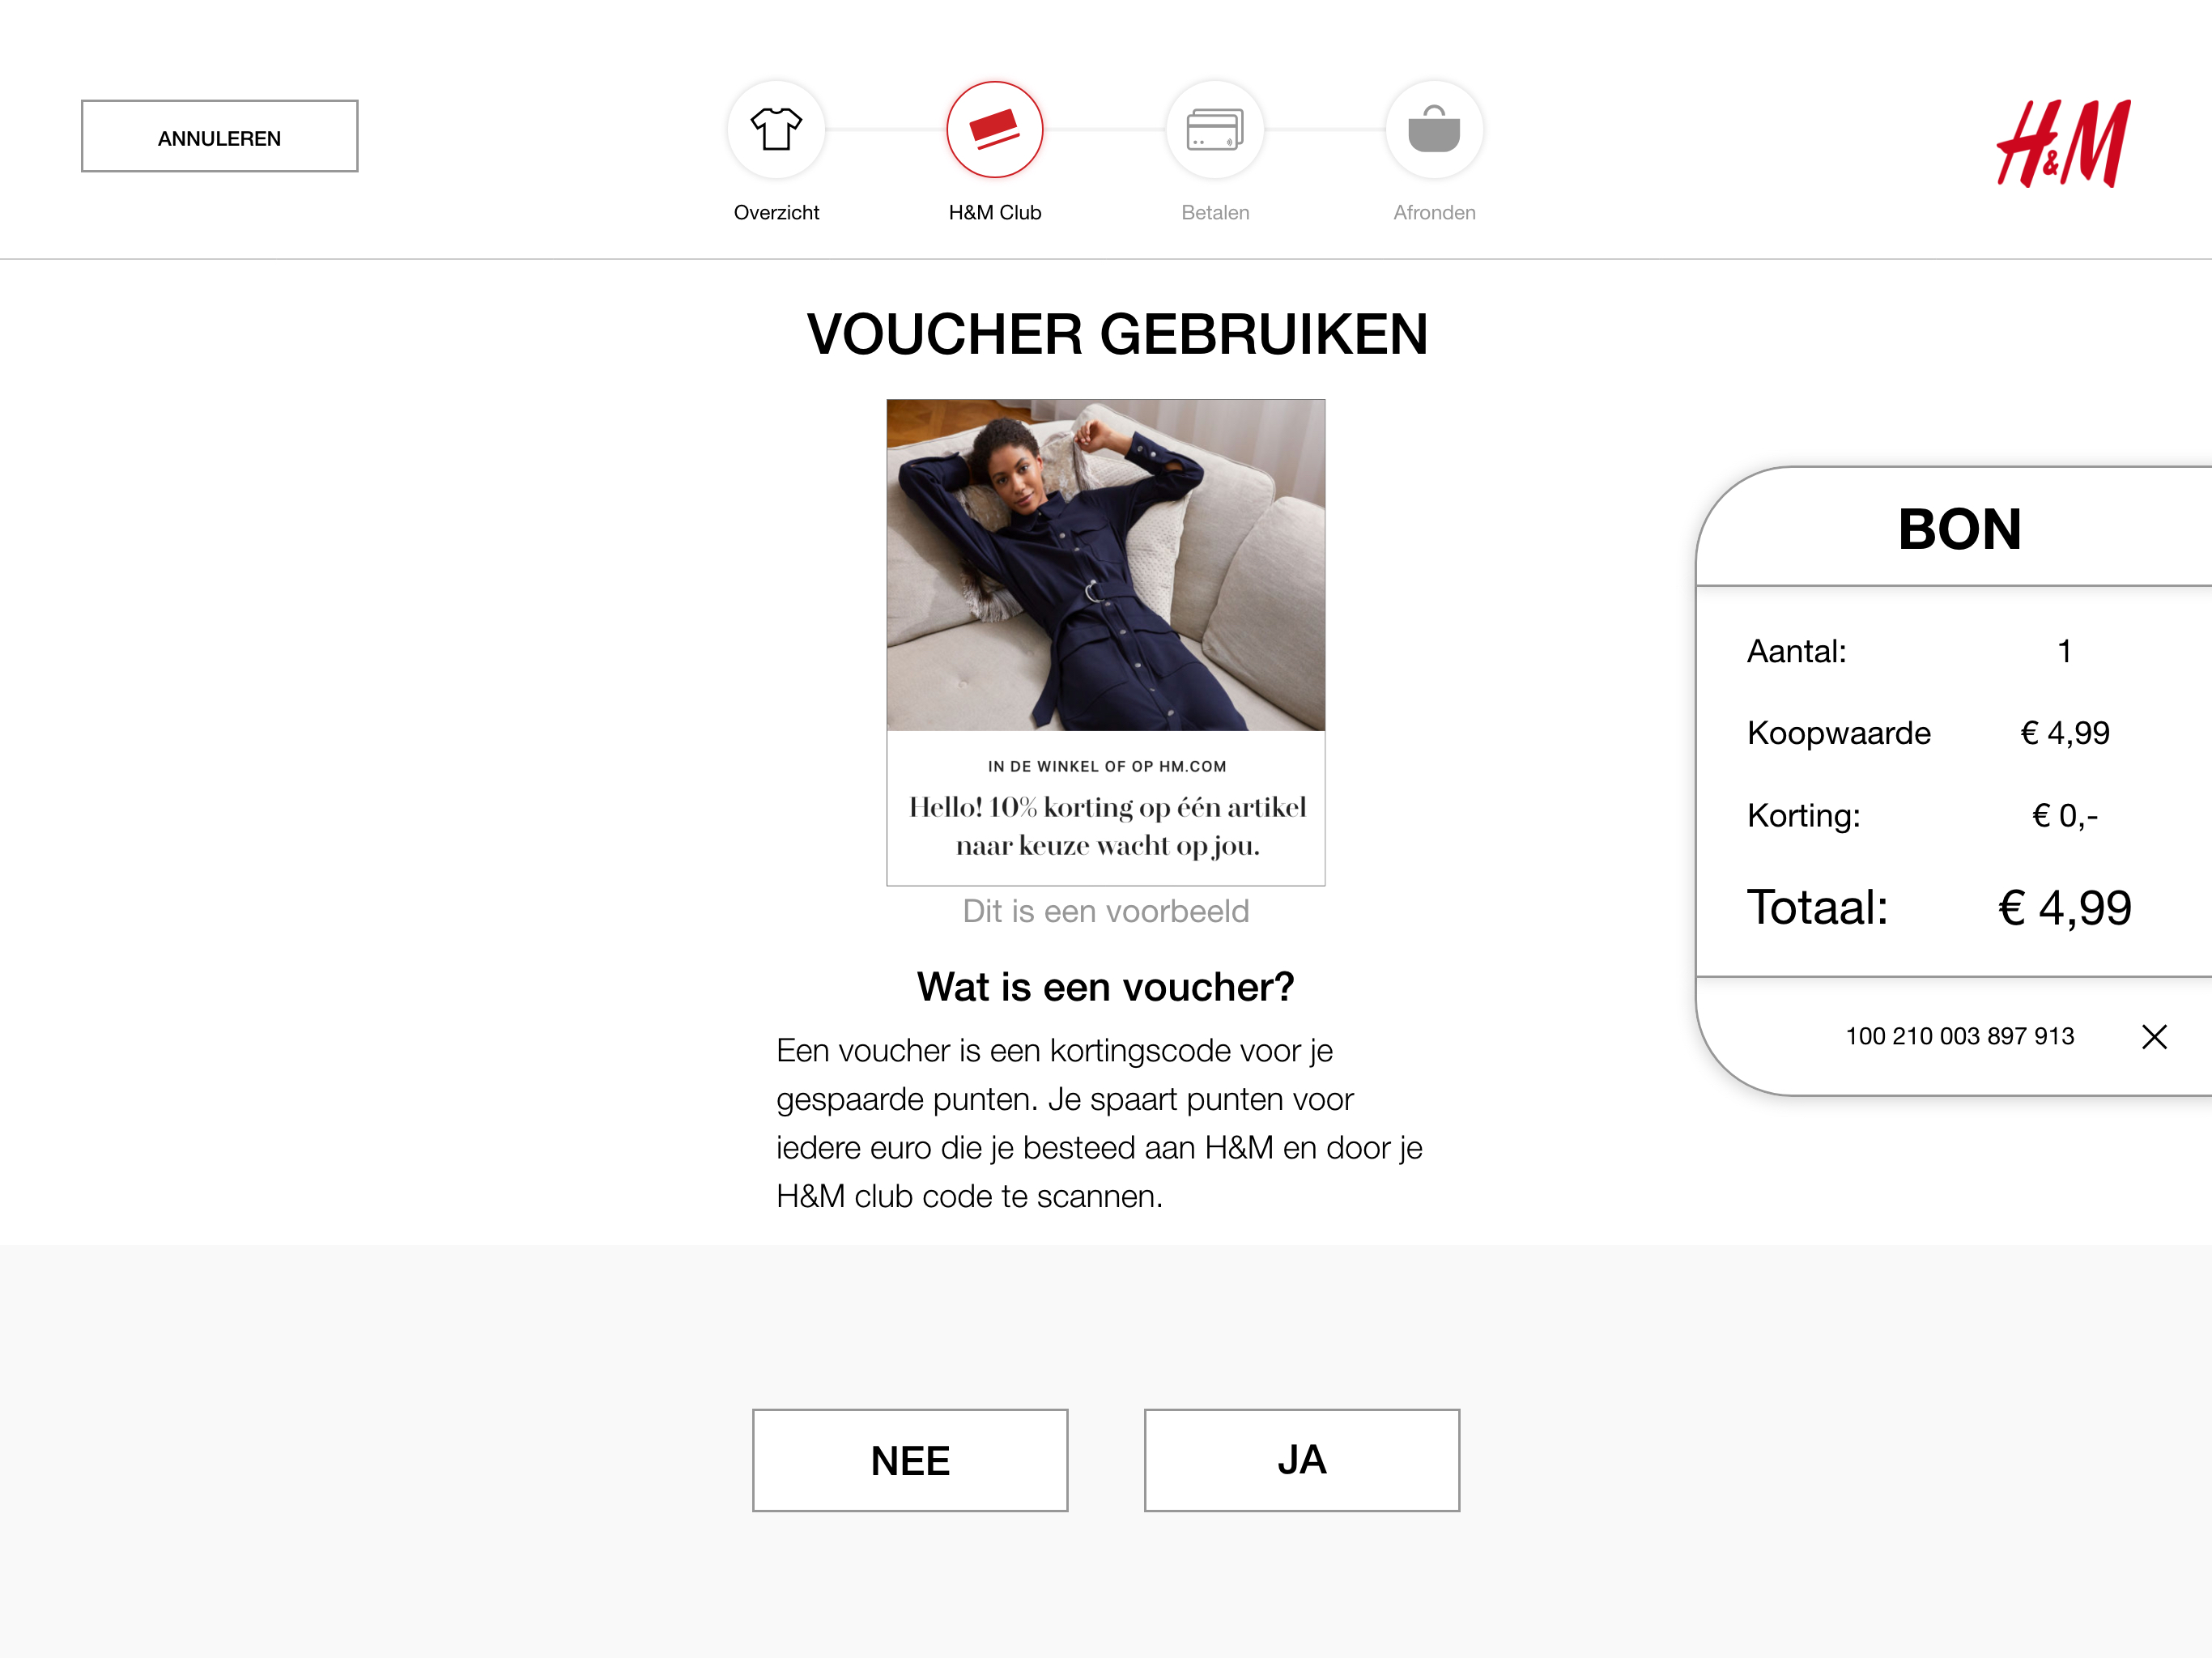 ANNULEREN
Overzicht
H&M Club
Betalen
Afronden
H&M
VOUCHER GEBRUIKEN
IN DE WINKEL OF OP HM.COM
Hello! 10% korting op één artikel
naar keuze wacht op jou.
Dit is een voorbeeld
Wat is een voucher?
Een voucher is een kortingscode voor je
gespaarde punten. Je spaart punten voor
iedere euro die je besteed aan H&M en door je
H&M club code te scannen.
BON
Aantal: 1
Koopwaarde € 4,99
Korting: € 0,-
Totaal: € 4,99
100 210 003 897 913
NEE
JA